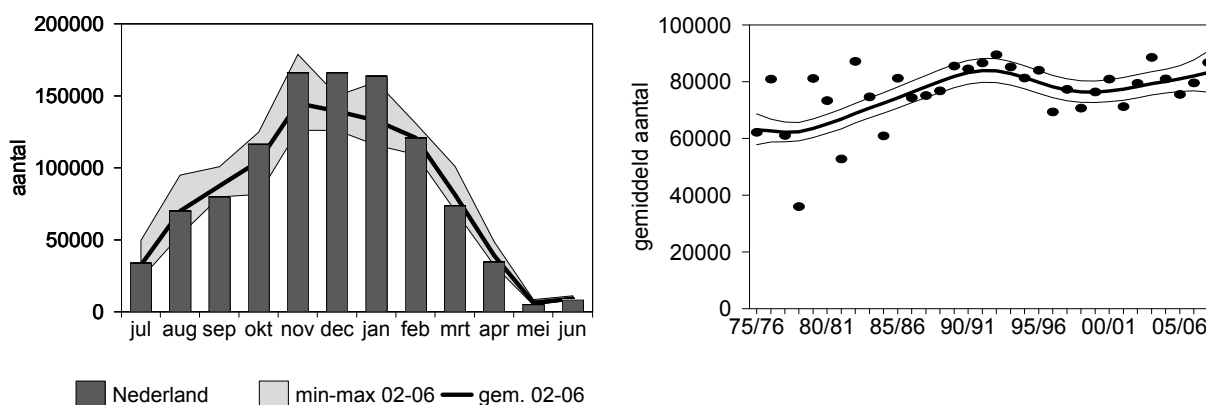 200000
150000
100000
50000
0
aantal
jul aug sep okt nov dec jan feb mrt apr mei jun
Nederland min-max 02-06 gem. 02-06
100000
80000
60000
40000
20000
0
gemiddeld aantal
75/76 80/81 85/86 90/91 95/96 00/01 05/06